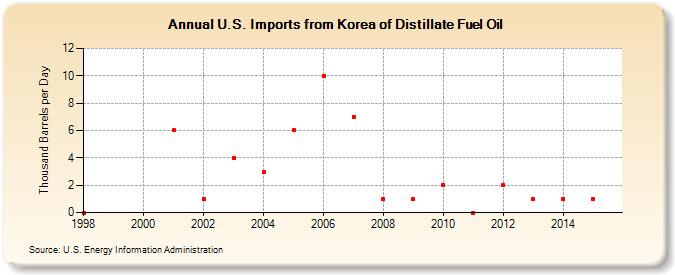 Annual U.S. Imports from Korea of Distillate Fuel Oil
Thousand Barrels per Day
12
10
8
6
4
2
0
1998 2000 2002 2004 2006 2008 2010 2012 2014
Source: U.S. Energy Information Administration